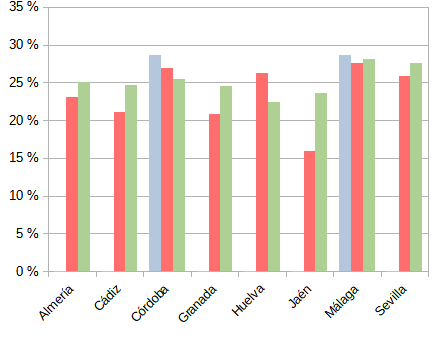 35 %
30 %
25 %
20 %
15 %
10 %
5 %
0 %
Almería
Cádiz
Córdoba
Granada
Huelva
Jaén
Málaga
Sevilla